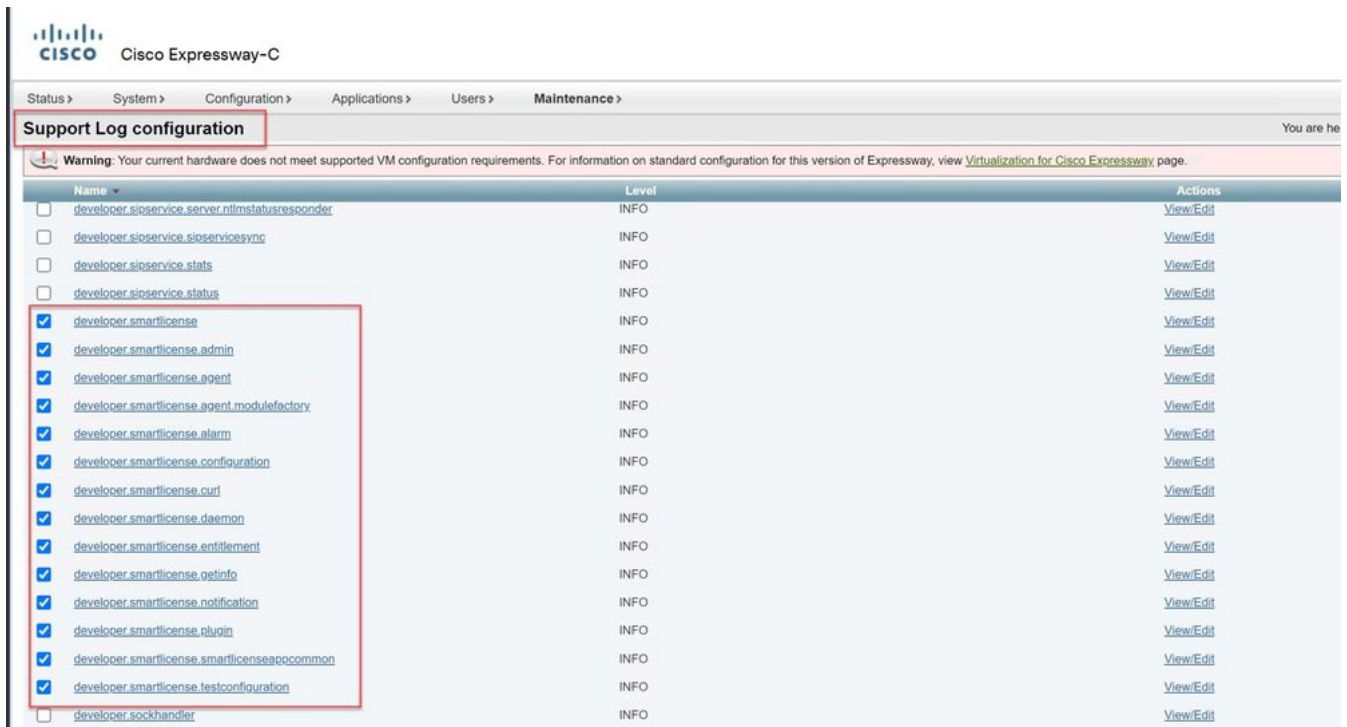 CISCO Cisco Expressway-C
Status > System > Configuration > Applications > Users > Maintenance >
Support Log configuration You are he
Warning: Your current hardware does not meet supported VM configuration requirements. For information on standard configuration for this version of Expressway, view Virtualization for Cisco Expressway page.
Name Level Actions
developer.sipservice.server.ntlmstatusresponder INFO View/Edit
developer.sipservice.sipservicesync INFO View/Edit
developer.sipservice.stats INFO View/Edit
developer.sipservice.status INFO View/Edit
developer.smartlicense INFO View/Edit
developer.smartlicense.admin INFO View/Edit
developer.smartlicense.agent INFO View/Edit
developer.smartlicense.agent.modulefactory INFO View/Edit
developer.smartlicense.alarm INFO View/Edit
developer.smartlicense.configuration INFO View/Edit
developer.smartlicense.curl INFO View/Edit
developer.smartlicense.daemon INFO View/Edit
developer.smartlicense.entitlement INFO View/Edit
developer.smartlicense.getinfo INFO View/Edit
developer.smartlicense.notification INFO View/Edit
developer.smartlicense.plugin INFO View/Edit
developer.smartlicense.smartlicenseappcommon INFO View/Edit
developer.smartlicense.testconfiguration INFO View/Edit
developer.sockhandler INFO View/Edit